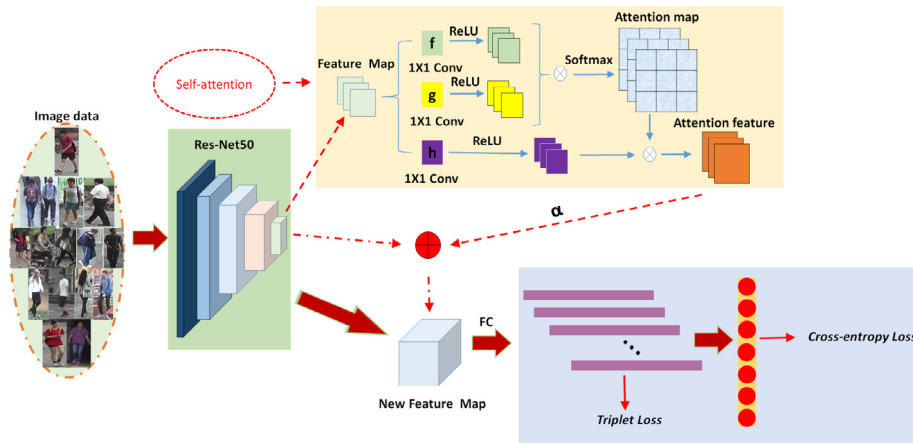 Self-attention
Image data
Res-Net50
Feature Map
f
1X1 Conv
ReLU
g
1X1 Conv
ReLU
h
1X1 Conv
ReLU
Softmax
Attention map
Attention feature
α
New Feature Map
FC
Triplet Loss
Cross-entropy Loss